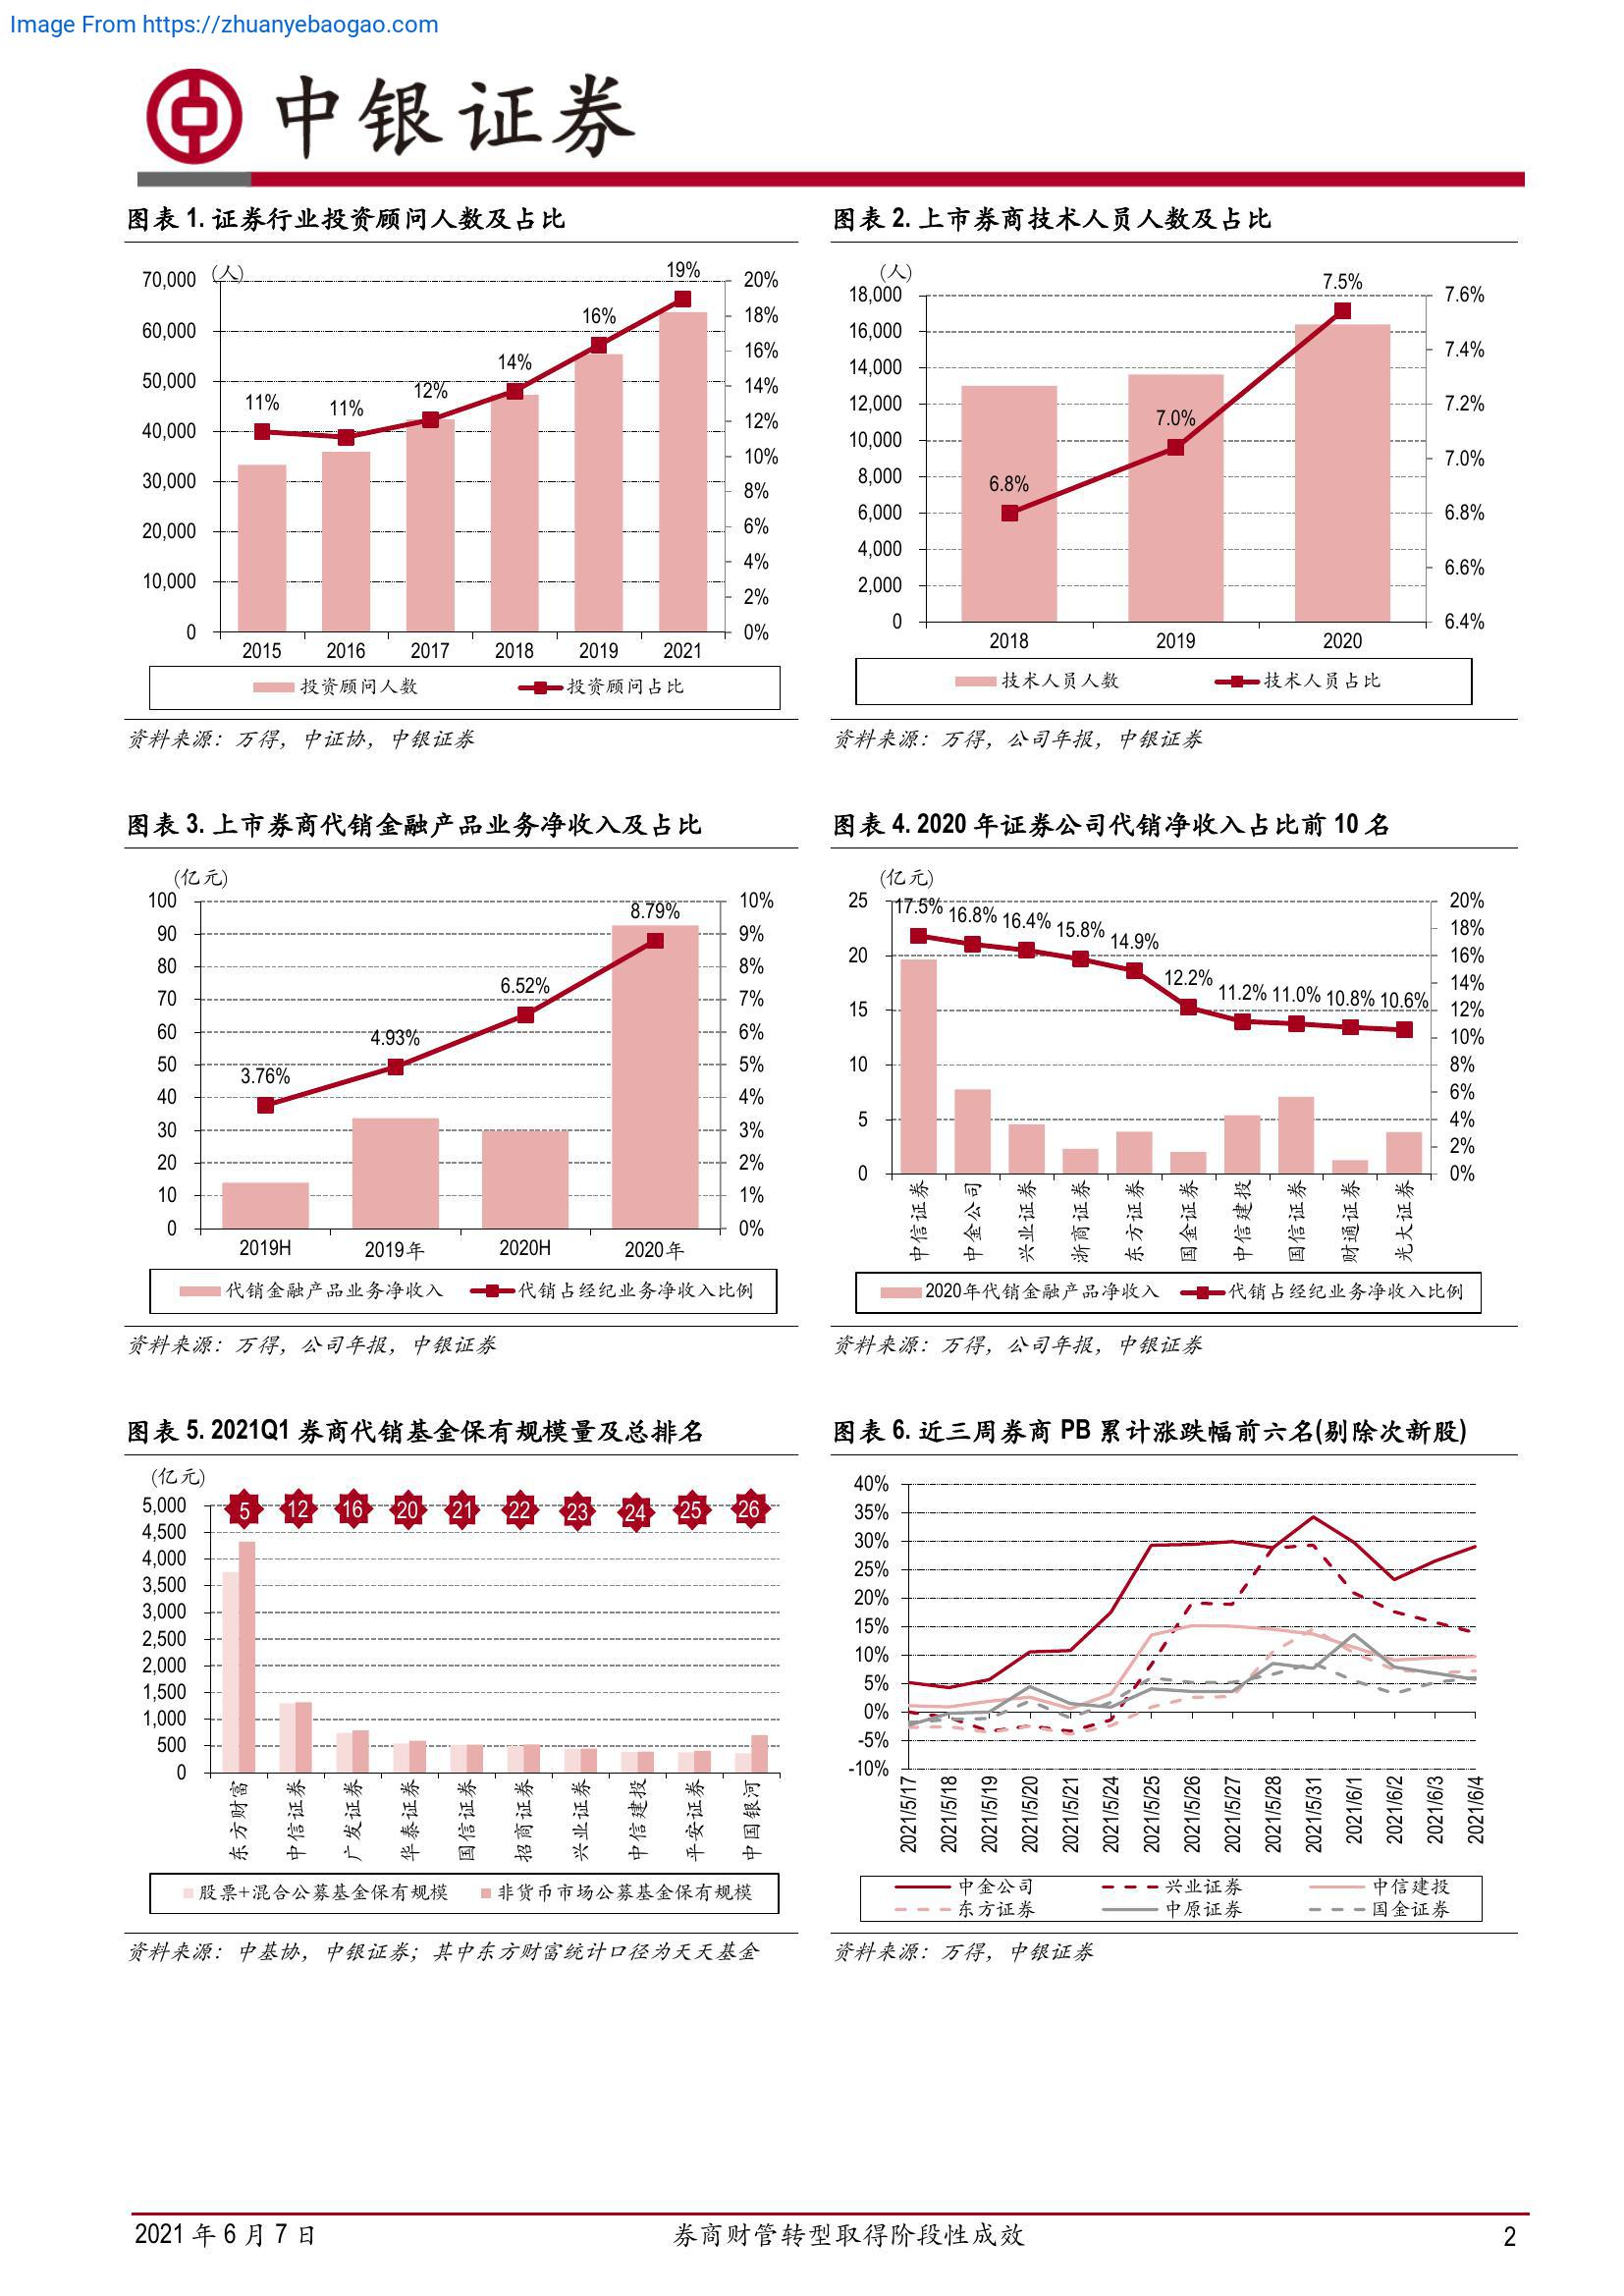 Image From https://zhuanyebaogao.com
中银证券
图表 1. 证券行业投资顾问人数及占比
(人)
70,000
60,000
50,000
40,000
30,000
20,000
10,000
0
11%
11%
12%
14%
16%
19%
20%
18%
16%
14%
12%
10%
8%
6%
4%
2%
0%
2015 2016 2017 2018 2019 2021
投资顾问人数 投资顾问占比
资料来源：万得，中证协，中银证券
图表 2. 上市券商技术人员人数及占比
(人)
18,000
16,000
14,000
12,000
10,000
8,000
6,000
4,000
2,000
0
6.8%
7.0%
7.5%
7.6%
7.4%
7.2%
7.0%
6.8%
6.6%
6.4%
2018 2019 2020
技术人员人数 技术人员占比
资料来源：万得，公司年报，中银证券
图表 3. 上市券商代销金融产品业务净收入及占比
(亿元)
100
90
80
70
60
50
40
30
20
10
0
3.76%
4.93%
6.52%
8.79%
10%
9%
8%
7%
6%
5%
4%
3%
2%
1%
0%
2019H 2019年 2020H 2020年
代销金融产品业务净收入 代销占经纪业务净收入比例
资料来源：万得，公司年报，中银证券
图表 4. 2020 年证券公司代销净收入占比前 10 名
(亿元)
25
20
15
10
5
0
17.5% 16.8% 16.4% 15.8% 14.9% 12.2% 11.2% 11.0% 10.8% 10.6%
20%
18%
16%
14%
12%
10%
8%
6%
4%
2%
0%
中信证券
中金公司
兴业证券
浙商证券
东方证券
国金证券
中信建投
国信证券
财通证券
光大证券
2020年代销金融产品净收入 代销占经纪业务净收入比例
资料来源：万得，公司年报，中银证券
图表 5. 2021Q1 券商代销基金保有规模量及总排名
(亿元)
5,000
4,500
4,000
3,500
3,000
2,500
2,000
1,500
1,000
500
0
5 12 16 20 21 22 23 24 25 26
东方财富
中信证券
广发证券
华泰证券
国信证券
招商证券
兴业证券
中信建投
平安证券
中国银河
股票+混合公募基金保有规模 非货币市场公募基金保有规模
资料来源：中基协，中银证券；其中东方财富统计口径为天天基金
图表 6. 近三周券商 PB 累计涨跌幅前六名(剔除次新股)
40%
35%
30%
25%
20%
15%
10%
5%
0%
-5%
-10%
2021/5/17
2021/5/18
2021/5/19
2021/5/20
2021/5/21
2021/5/24
2021/5/25
2021/5/26
2021/5/27
2021/5/28
2021/5/31
2021/6/1
2021/6/2
2021/6/3
2021/6/4
中金公司 兴业证券 中信建投
东方证券 中原证券 国金证券
资料来源：万得，中银证券
2021 年 6 月 7 日 券商财管转型取得阶段性成效 2